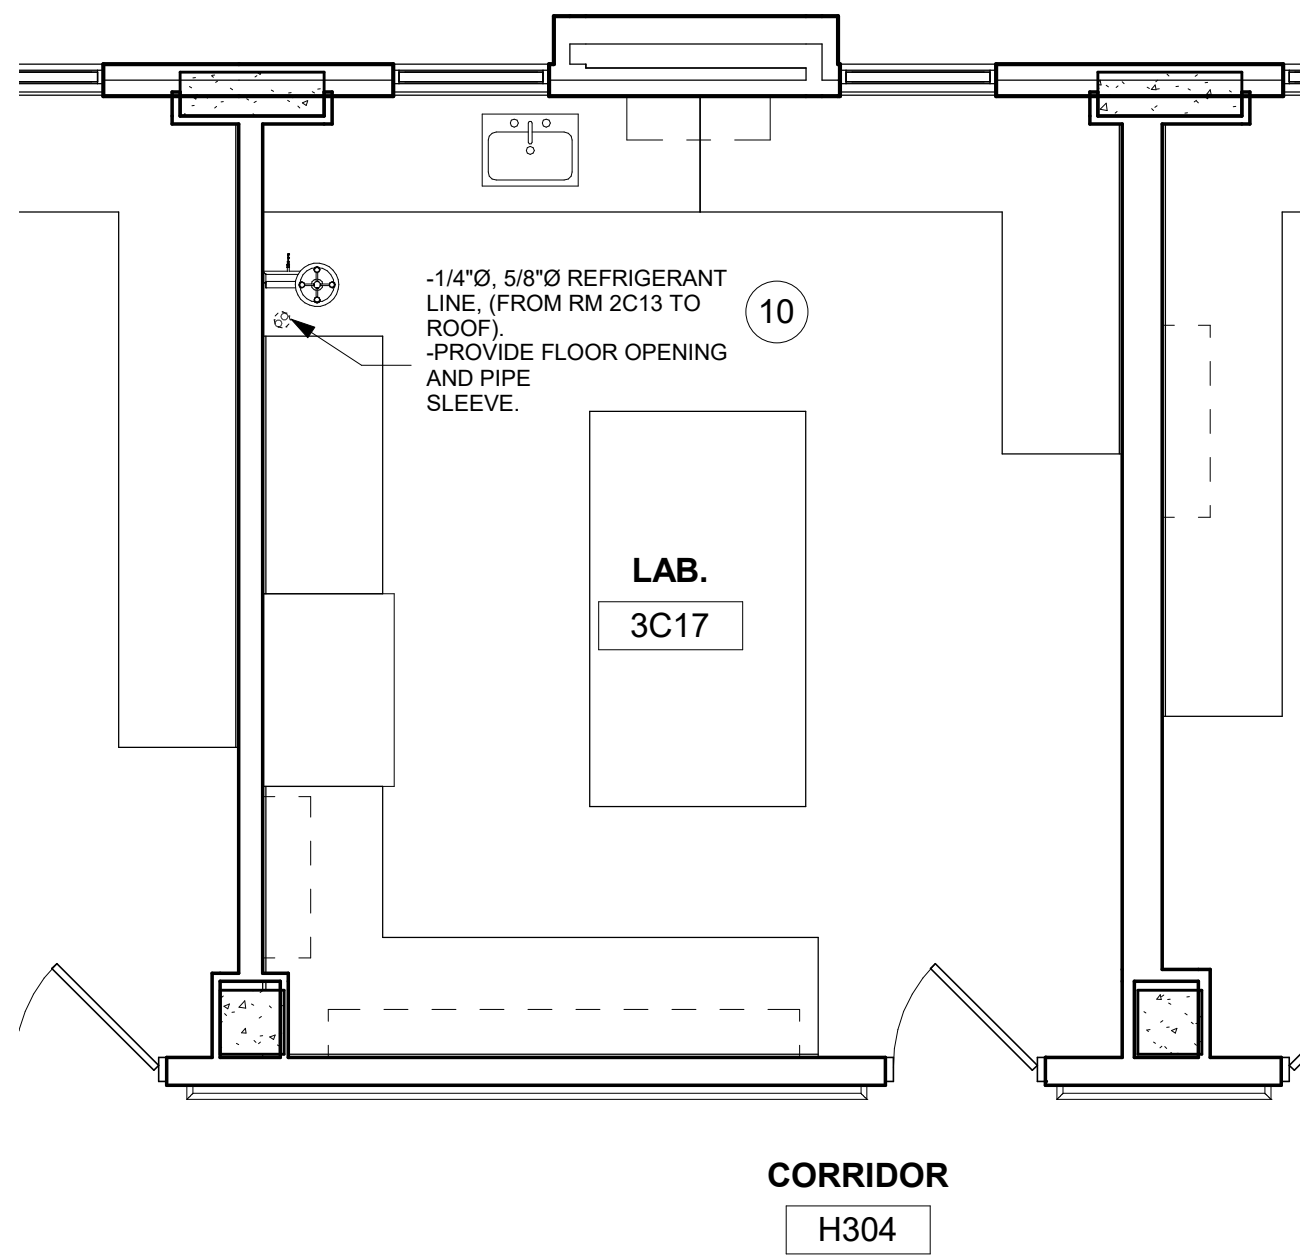 -1/4"Ø, 5/8"Ø REFRIGERANT
LINE, (FROM RM 2C13 TO
ROOF).
-PROVIDE FLOOR OPENING
AND PIPE
SLEEVE.
10
LAB.
3C17
CORRIDOR
H304